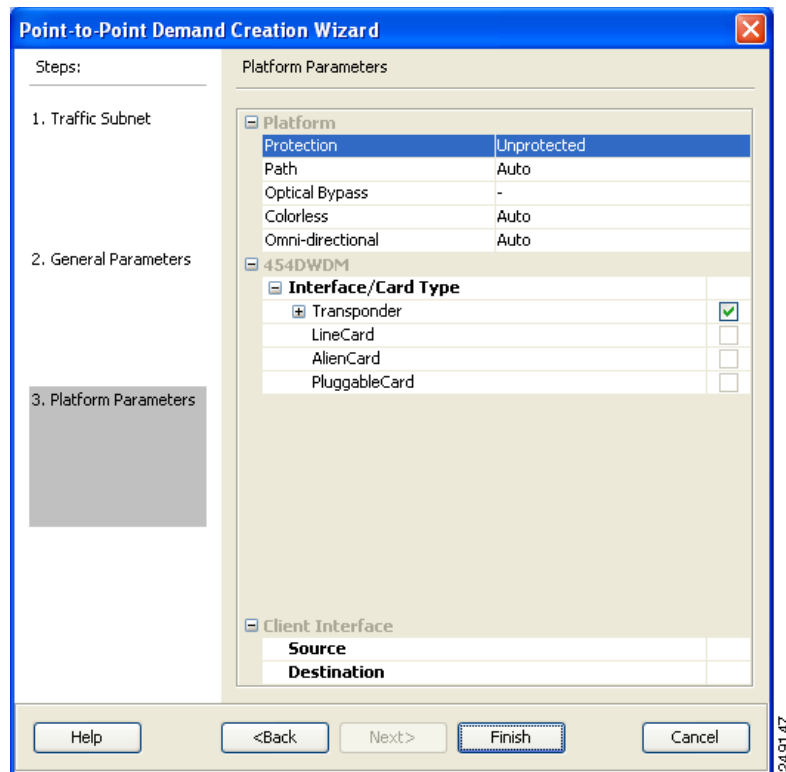 Point-to-Point Demand Creation Wizard
Steps:
Platform Parameters
1. Traffic Subnet
2. General Parameters
3. Platform Parameters
Platform
Protection Unprotected
Path Auto
Optical Bypass -
Colorless Auto
Omni-directional Auto
454DWDM
Interface/Card Type
Transponder
LineCard
AlienCard
PluggableCard
Client Interface
Source
Destination
Help <Back Next> Finish Cancel
249147